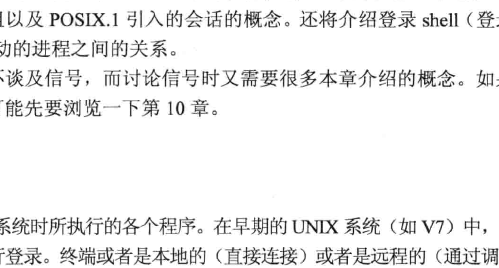 以及 POSIX.1 引入的会话的概念。还将介绍登录 shell（登
动的进程之间的关系。
不谈及信号，而讨论信号时又需要很多本章介绍的概念。如
能先要浏览一下第 10 章。
系统时所执行的各个程序。在早期的 UNIX 系统（如 V7）中，
登录。终端或者是本地的（直接连接）或者是远程的（通过调